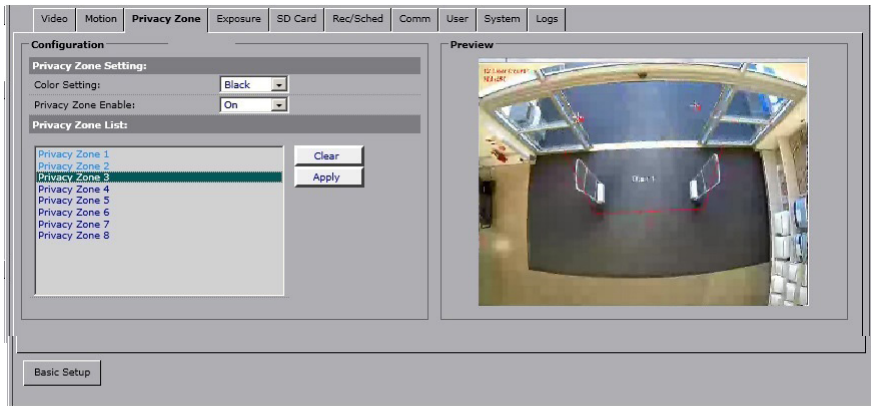 Video Motion Privacy Zone Exposure SD Card Rec/Sched Comm User System Logs
Configuration
Privacy Zone Setting:
Color Setting: Black
Privacy Zone Enable: On
Privacy Zone List:
Privacy Zone 1
Privacy Zone 2
Privacy Zone 3
Privacy Zone 4
Privacy Zone 5
Privacy Zone 6
Privacy Zone 7
Privacy Zone 8
Clear
Apply
Preview
Basic Setup